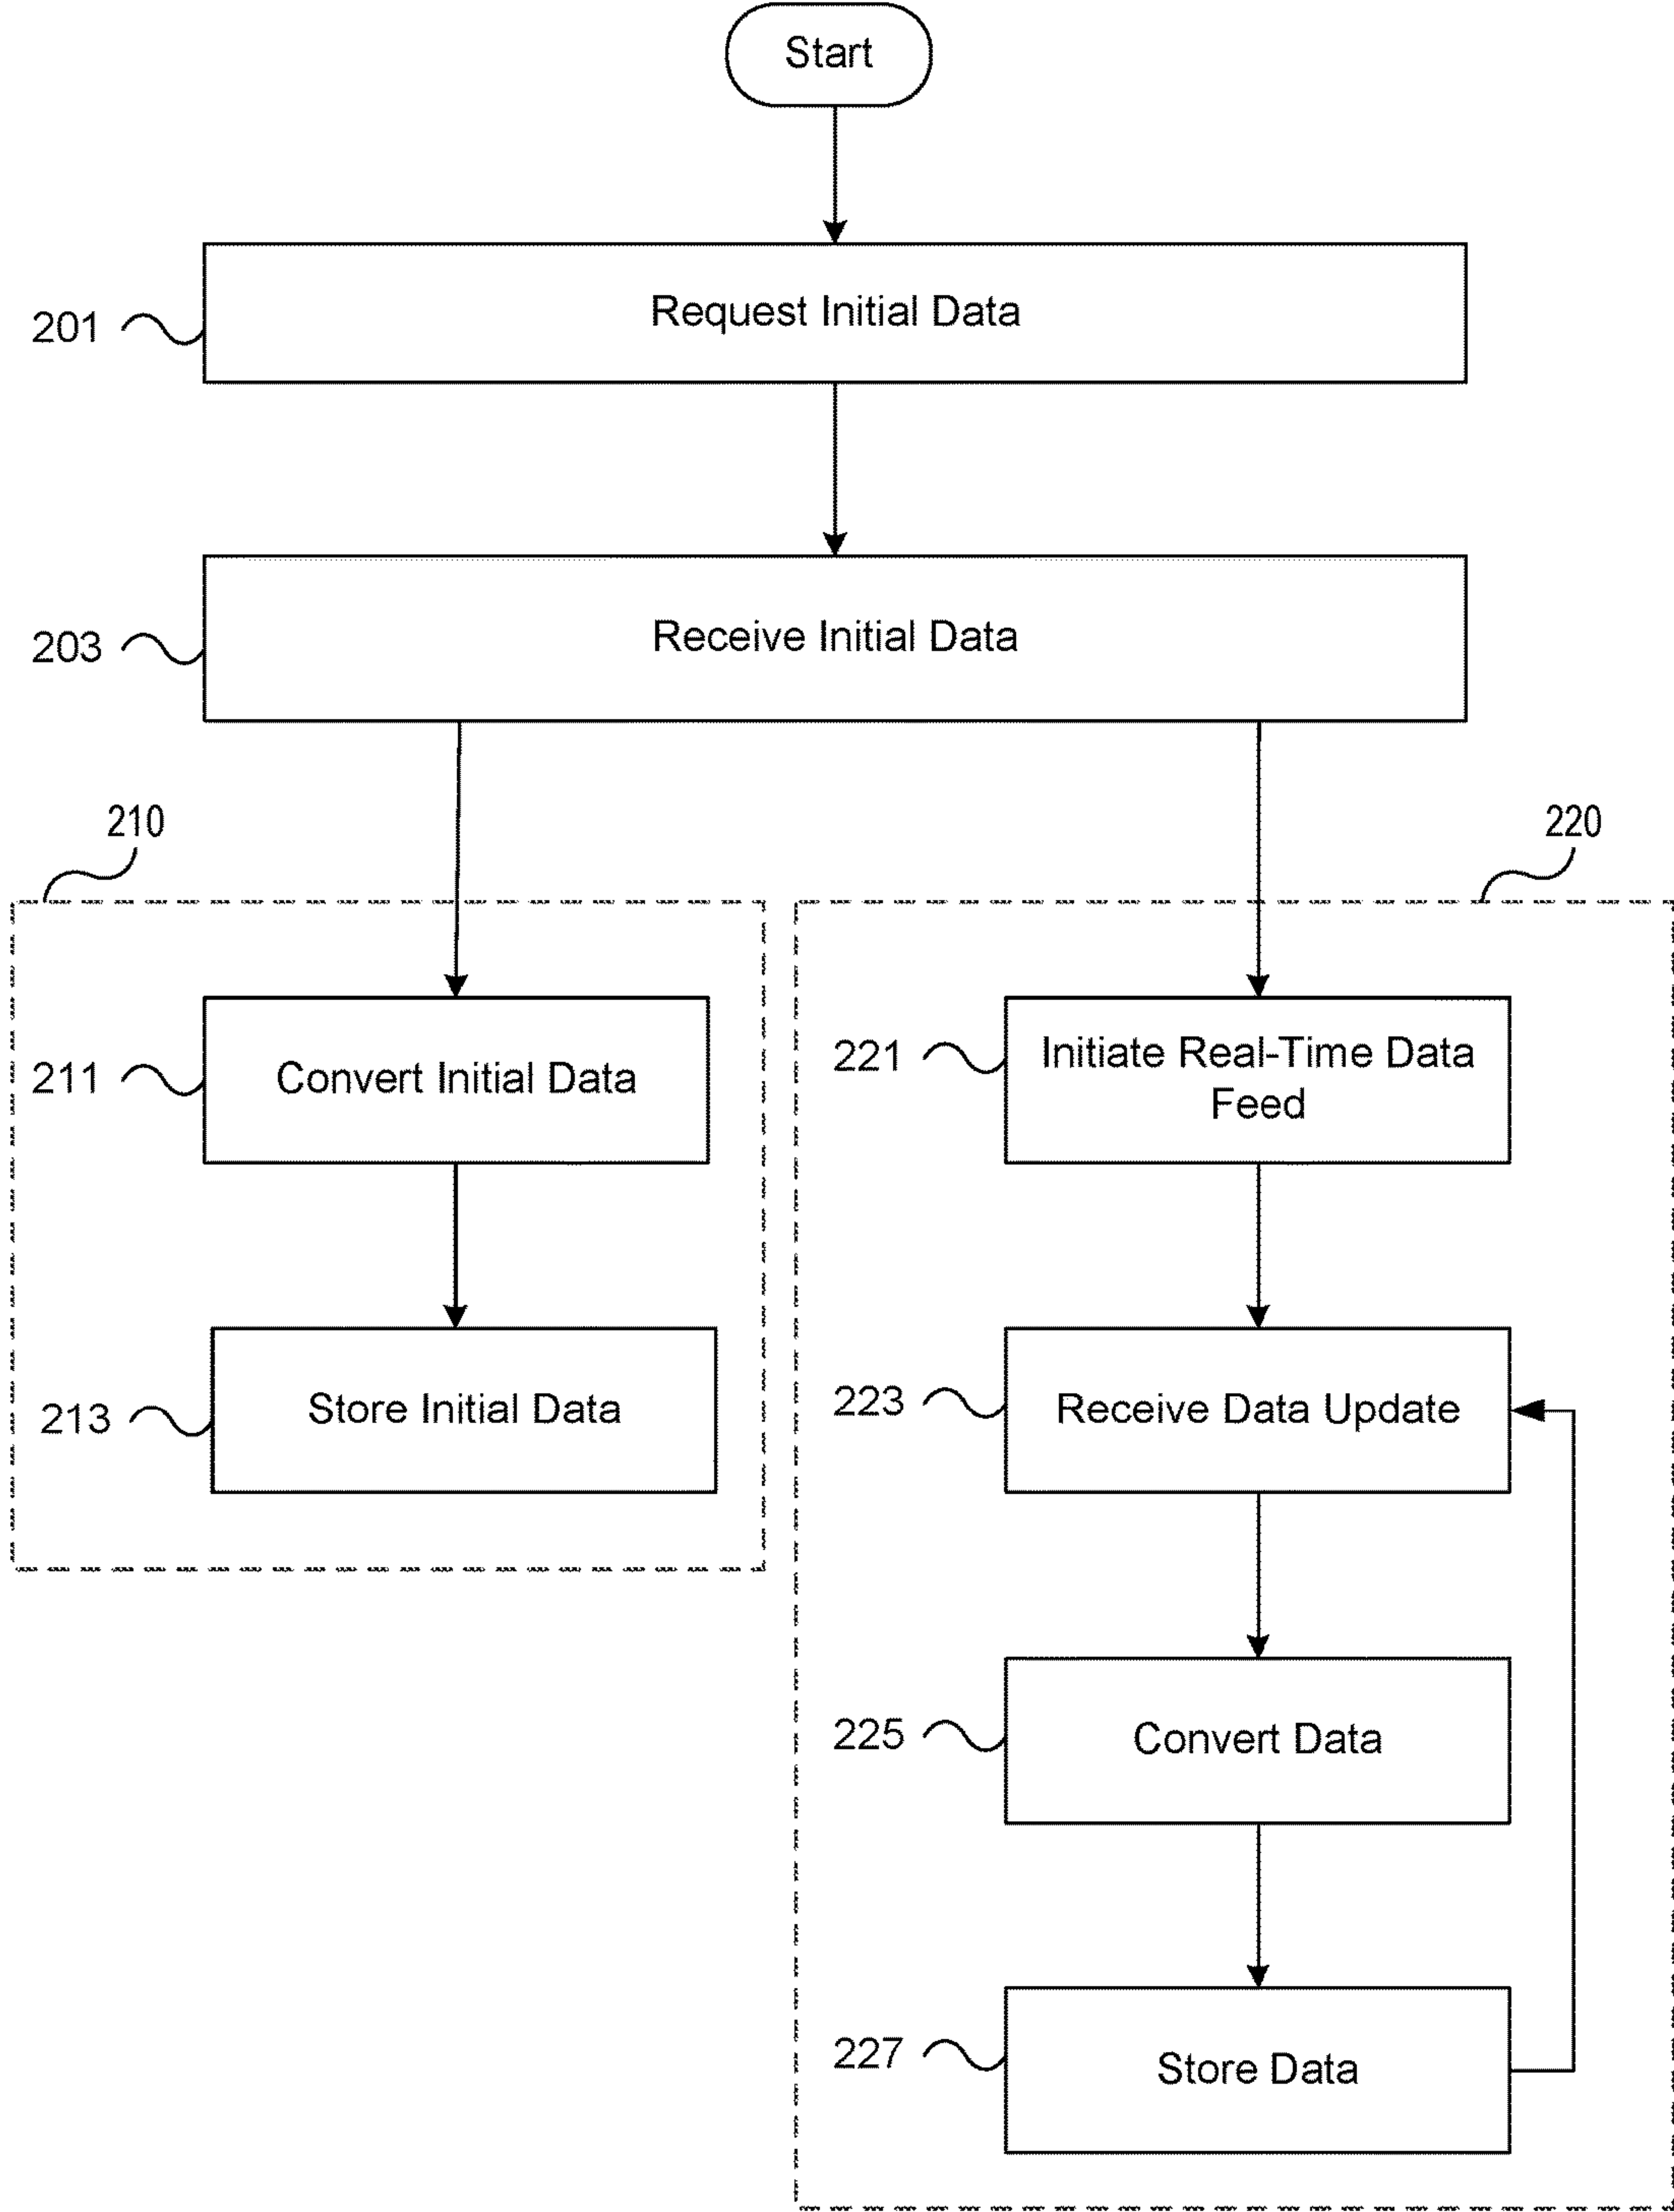 Start
201
Request Initial Data
203
Receive Initial Data
210
220
211
Convert Initial Data
221
Initiate Real-Time Data
Feed
213
Store Initial Data
223
Receive Data Update
225
Convert Data
227
Store Data